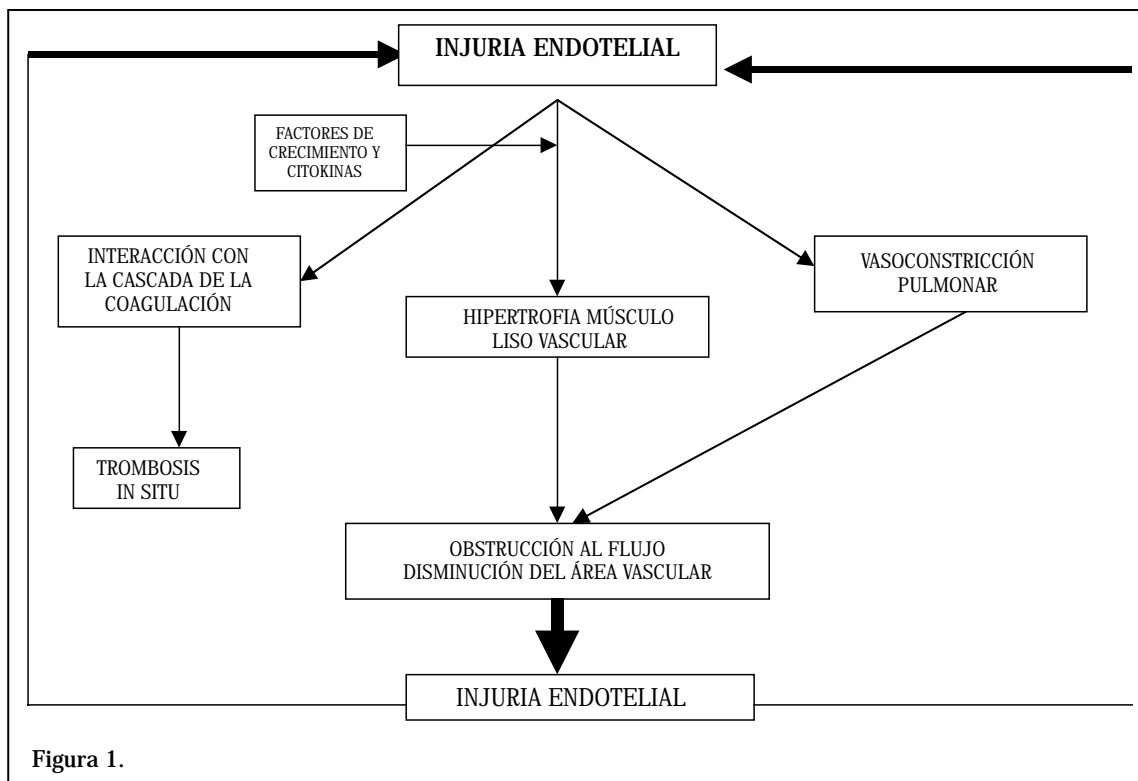 INJURIA ENDOTELIAL
FACTORES DE
CRECIMIENTO Y
CITOKINAS
INTERACCIÓN CON
LA CASCADA DE LA
COAGULACIÓN
HIPERTROFIA MÚSCULO
LISO VASCULAR
VASOCONSTRICCIÓN
PULMONAR
TROMBOSIS
IN SITU
OBSTRUCCIÓN AL FLUJO
DISMINUCIÓN DEL ÁREA VASCULAR
INJURIA ENDOTELIAL
Figura 1.